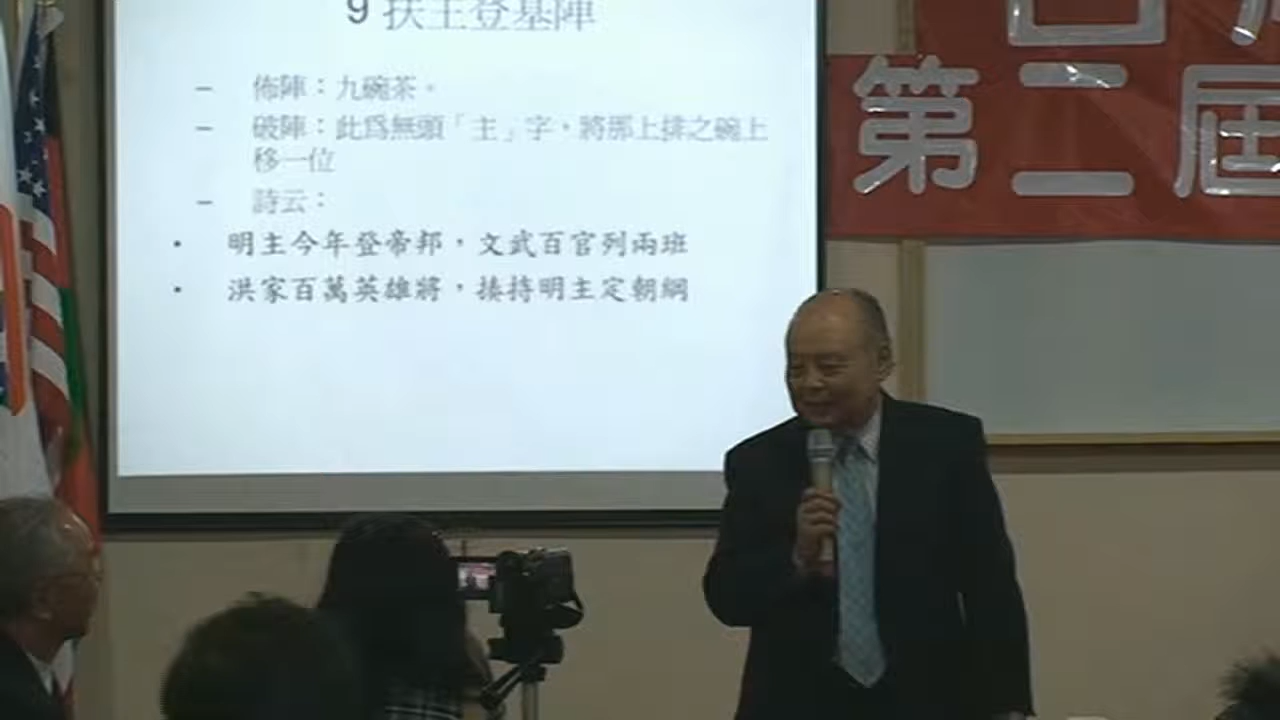 9 扶主登基陣
– 佈陣：九碗茶。
– 破陣：此爲無頭「主」字，將那上排之碗上
移一位
– 詩云：
• 明主今年登帝邦，文武百官列兩班
• 洪家百萬英雄將，揍持明主定朝綱
第二屆